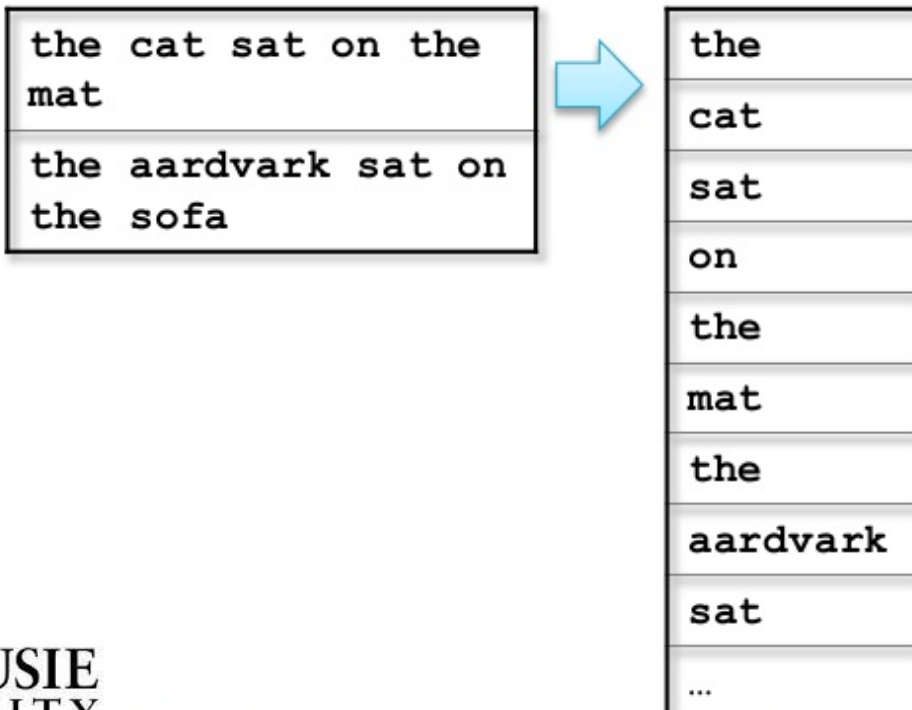 the cat sat on the
mat
the aardvark sat on
the sofa
the
cat
sat
on
the
mat
the
aardvark
sat
...
USIE